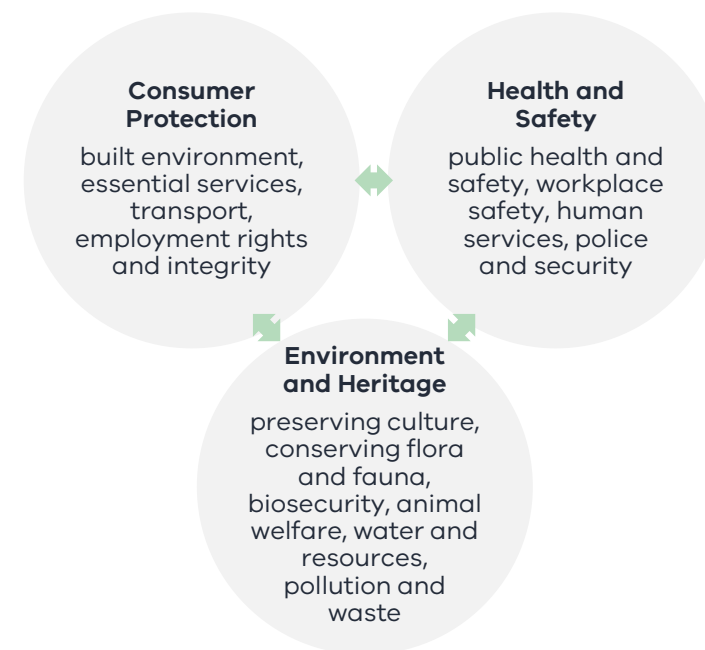 Consumer
Protection
built environment,
essential services,
transport,
employment rights
and integrity
Health and
Safety
public health and
safety, workplace
safety, human
services, police
and security
Environment
and Heritage
preserving culture,
conserving flora
and fauna,
biosecurity, animal
welfare, water and
resources,
pollution and
waste